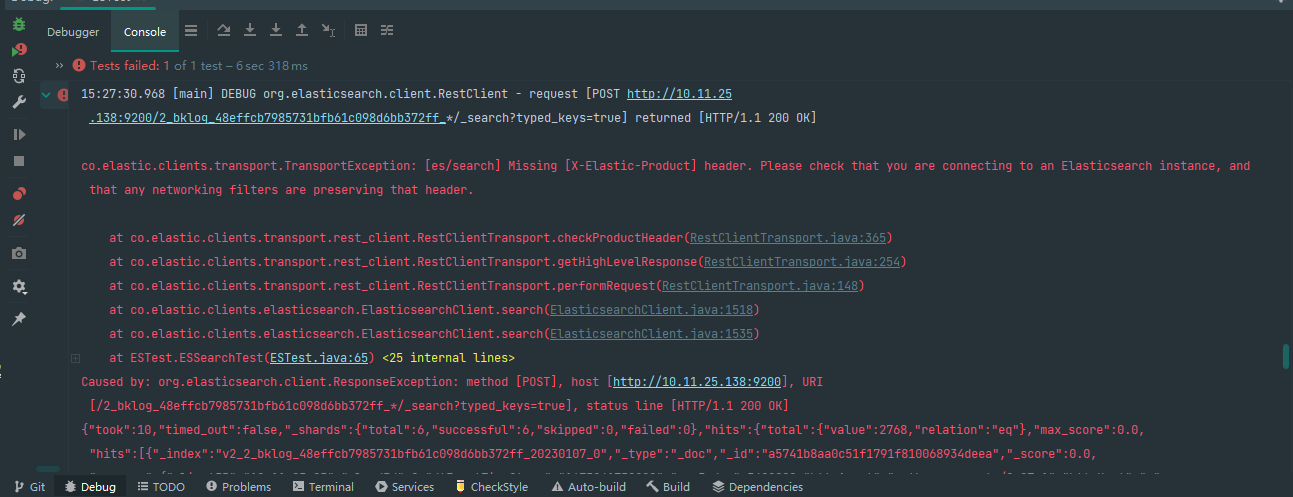 Debugger
Console
Tests failed: 1 of 1 test – 6 sec 318 ms
15:27:30.968 [main] DEBUG org.elasticsearch.client.RestClient - request [POST http://10.11.25
.138:9200/2_bklog_48effcb7985731bfb61c098d6bb372ff_*/_search?typed_keys=true] returned [HTTP/1.1 200 OK]
co.elastic.clients.transport.TransportException: [es/search] Missing [X-Elastic-Product] header. Please check that you are connecting to an Elasticsearch instance, and
that any networking filters are preserving that header.
at co.elastic.clients.transport.rest_client.RestClientTransport.checkProductHeader(RestClientTransport.java:365)
at co.elastic.clients.transport.rest_client.RestClientTransport.getHighLevelResponse(RestClientTransport.java:254)
at co.elastic.clients.transport.rest_client.RestClientTransport.performRequest(RestClientTransport.java:148)
at co.elastic.clients.elasticsearch.ElasticsearchClient.search(ElasticsearchClient.java:1518)
at co.elastic.clients.elasticsearch.ElasticsearchClient.search(ElasticsearchClient.java:1535)
at ESTest.ESSearchTest(ESTest.java:65) <25 internal lines>
Caused by: org.elasticsearch.client.ResponseException: method [POST], host [http://10.11.25.138:9200], URI
[/2_bklog_48effcb7985731bfb61c098d6bb372ff_*/_search?typed_keys=true], status line [HTTP/1.1 200 OK]
{"took":10,"timed_out":false,"_shards":{"total":6,"successful":6,"skipped":0,"failed":0},"hits":{"total":{"value":2768,"relation":"eq"},"max_score":0.0,
"hits":[{"_index":"v2_2_bklog_48effcb7985731bfb61c098d6bb372ff_20230107_0","_type":"_doc","_id":"a5741b8aa0c51f1791f810068934deea","_score":0.0,
Git
Debug
TODO
Problems
Terminal
Services
CheckStyle
Auto-build
Build
Dependencies